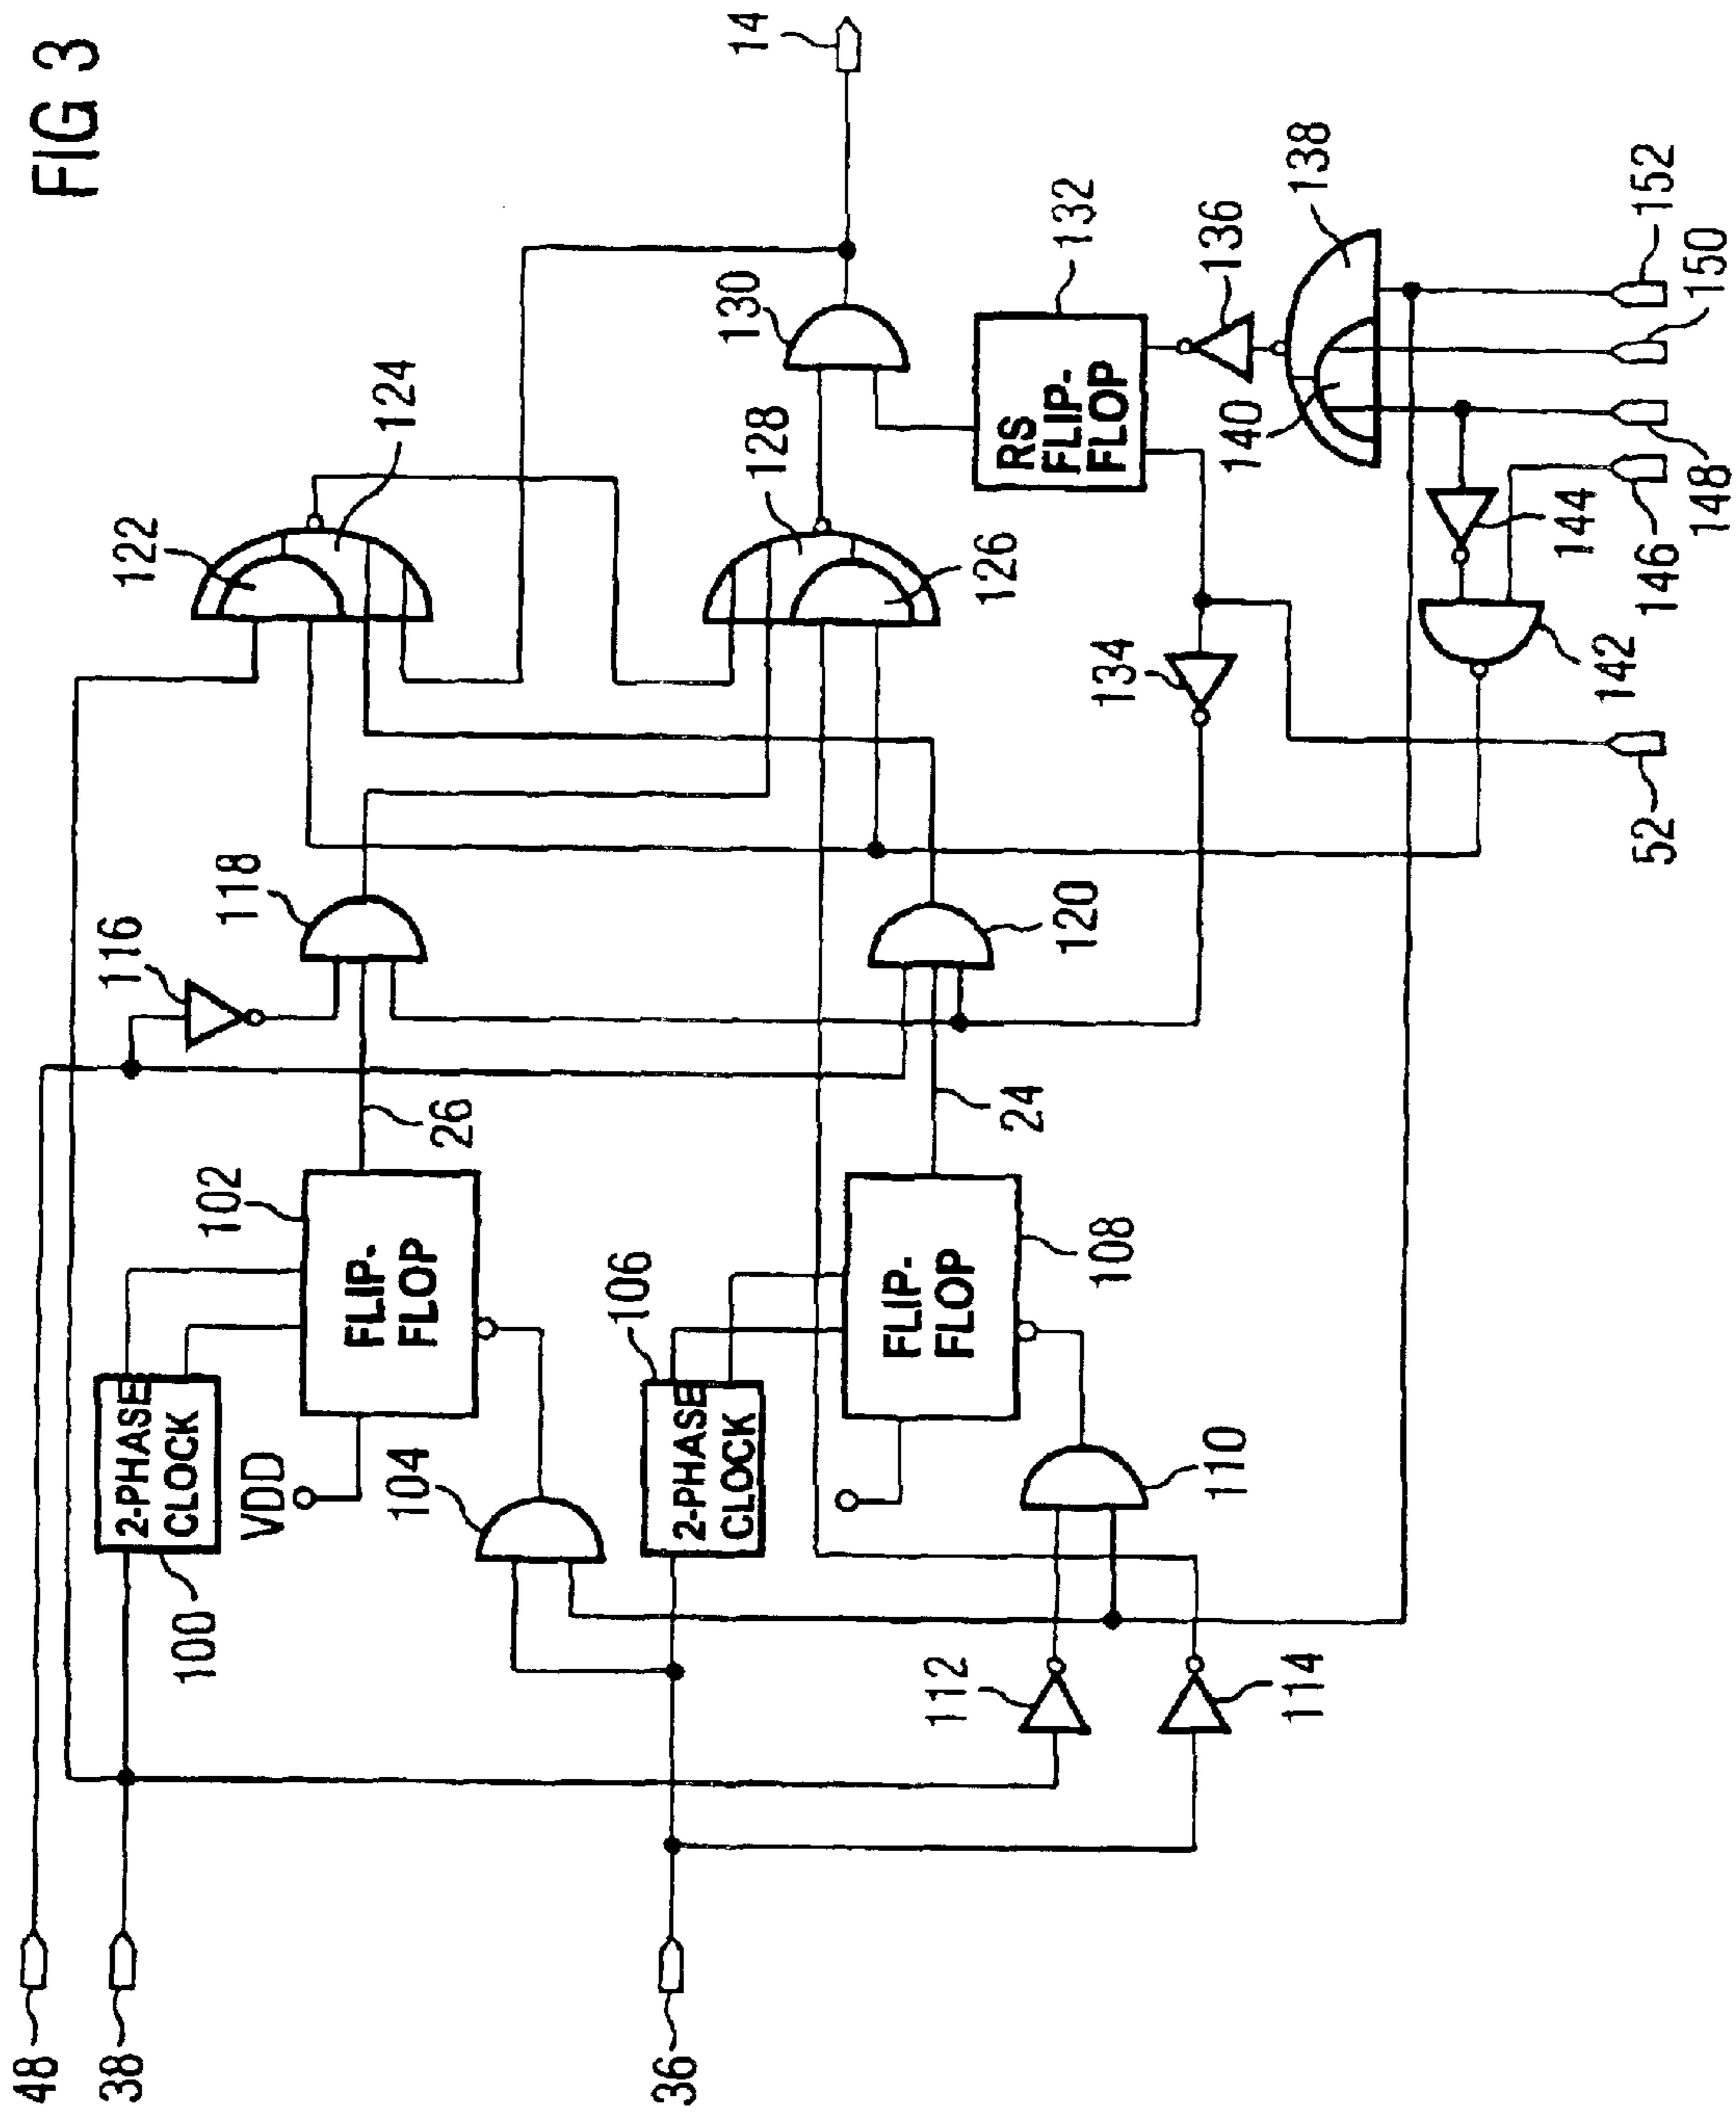 FIG 3
48
38
36
100
2-PHASE
CLOCK
VDD
102
FLIP-
FLOP
104
26
116
118
106
2-PHASE
CLOCK
108
FLIP-
FLOP
24
110
112
114
120
122
124
126
128
130
14
132
RS
FLIP-
FLOP
134
136
138
140
142
144
146
148
150
152
52